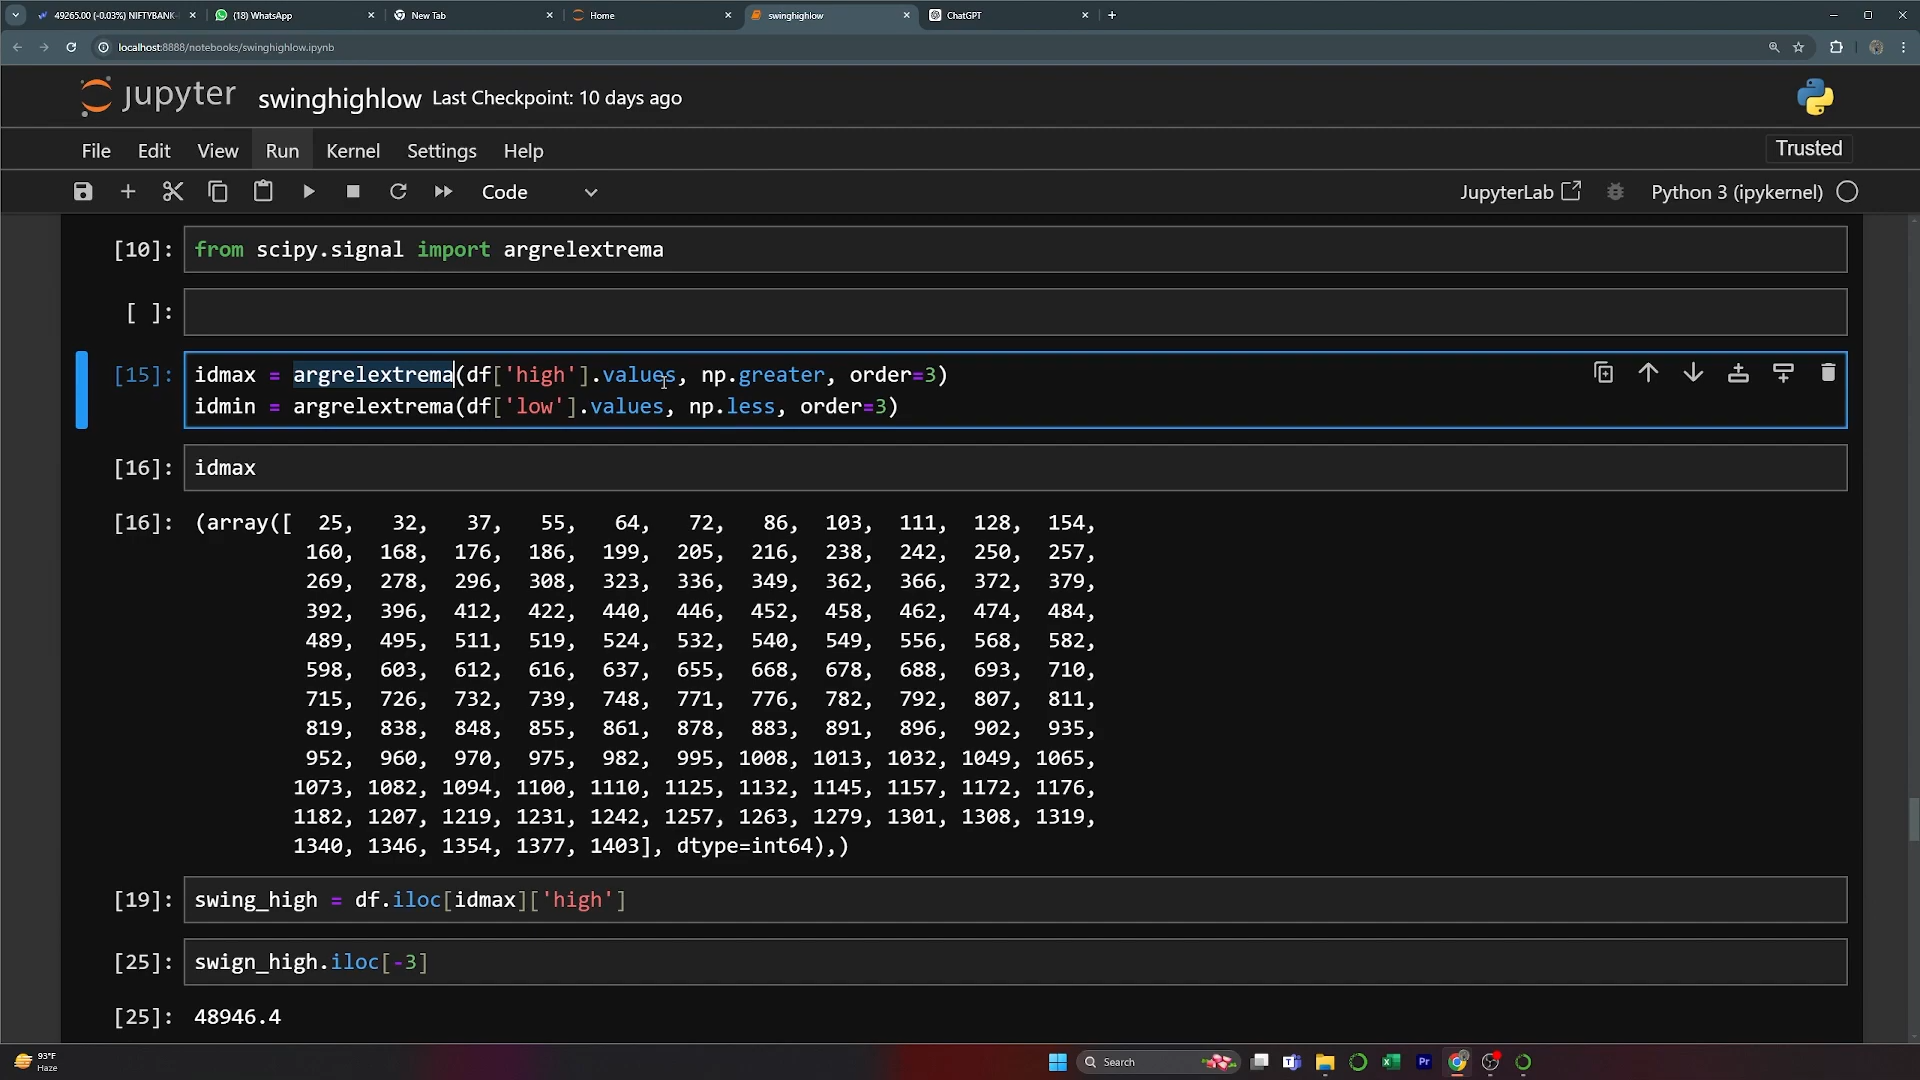 49265.00 (-0.03%) NIFTYBANK
(18) WhatsApp
New Tab
Home
swinghighlow
ChatGPT
localhost:8888/notebooks/swinghighlow.ipynb
jupyter swinghighlow Last Checkpoint: 10 days ago
File Edit View Run Kernel Settings Help
Trusted
Code
JupyterLab
Python 3 (ipykernel)
[10]: from scipy.signal import argrelextrema
[ ]:
[15]: idmax = argrelextrema(df['high'].values, np.greater, order=3)
idmin = argrelextrema(df['low'].values, np.less, order=3)
[16]: idmax
[16]: (array([ 25, 32, 37, 55, 64, 72, 86, 103, 111, 128, 154,
160, 168, 176, 186, 199, 205, 216, 238, 242, 250, 257,
269, 278, 296, 308, 323, 336, 349, 362, 366, 372, 379,
392, 396, 412, 422, 440, 446, 452, 458, 462, 474, 484,
489, 495, 511, 519, 524, 532, 540, 549, 556, 568, 582,
598, 603, 612, 616, 637, 655, 668, 678, 688, 693, 710,
715, 726, 732, 739, 748, 771, 776, 782, 792, 807, 811,
819, 838, 848, 855, 861, 878, 883, 891, 896, 902, 935,
952, 960, 970, 975, 982, 995, 1008, 1013, 1032, 1049, 1065,
1073, 1082, 1094, 1100, 1110, 1125, 1132, 1145, 1157, 1172, 1176,
1182, 1207, 1219, 1231, 1242, 1257, 1263, 1279, 1301, 1308, 1319,
1340, 1346, 1354, 1377, 1403], dtype=int64),)
[19]: swing_high = df.iloc[idmax]['high']
[25]: swign_high.iloc[-3]
[25]: 48946.4
93°F
Haze
Search